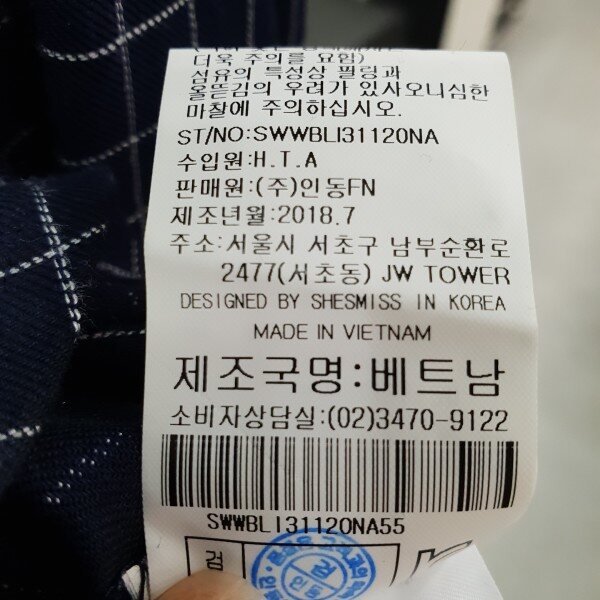 더욱 주의를 요함)
섬유의 특성상 필링과
올뜯김의 우려가 있사오니심한
마찰에 주의하십시오.
ST/NO:SWWBLI31120NA
수입원:H.T.A
판매원:(주)인동FN
제조년월:2018.7
주소:서울시 서초구 남부순환로
2477(서초동) JW TOWER
DESIGNED BY SHESMISS IN KOREA
MADE IN VIETNAM
제조국명:베트남
소비자상담실:(02)3470-9122
SWWBLI31120NA55
검
검
인동